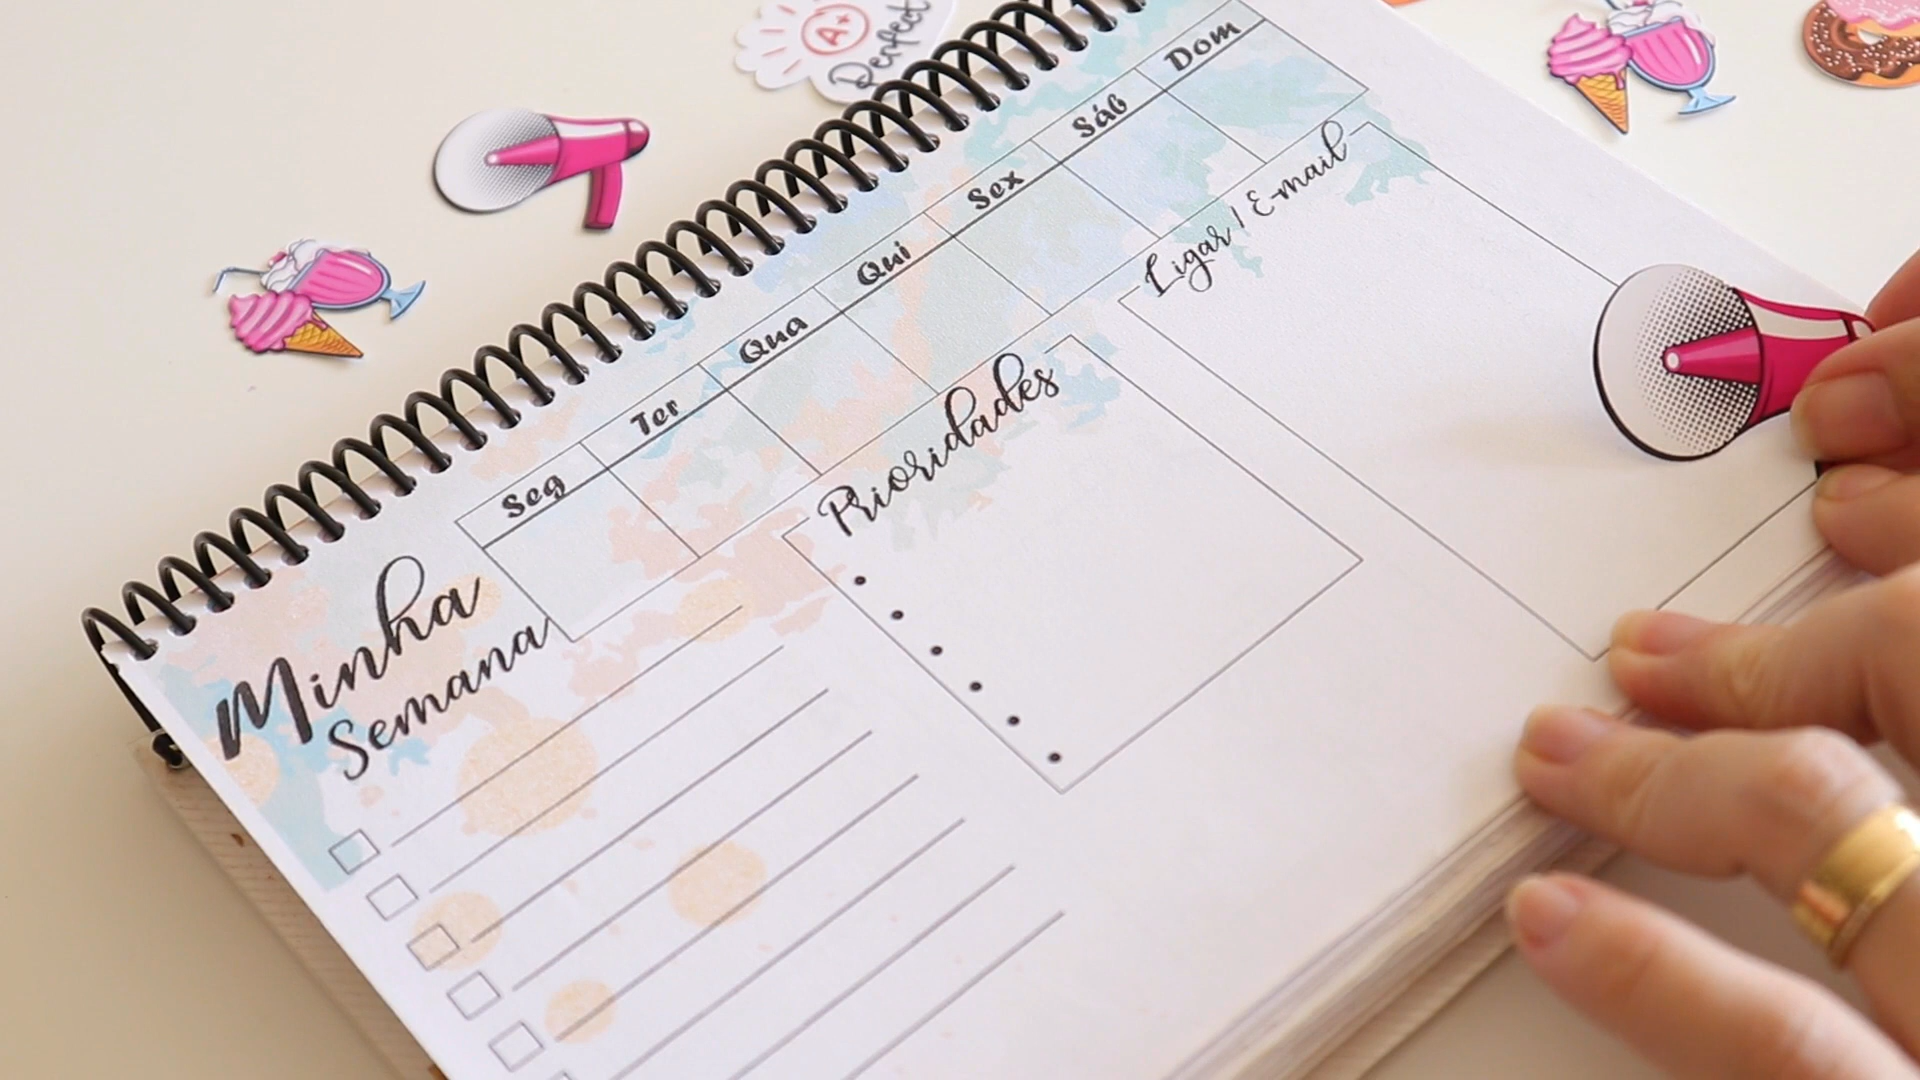 A+
Perfect
Seg Ter Qua Qui Sex Sáb Dom
Minha
Semana
Prioridades
Ligar / E-mail